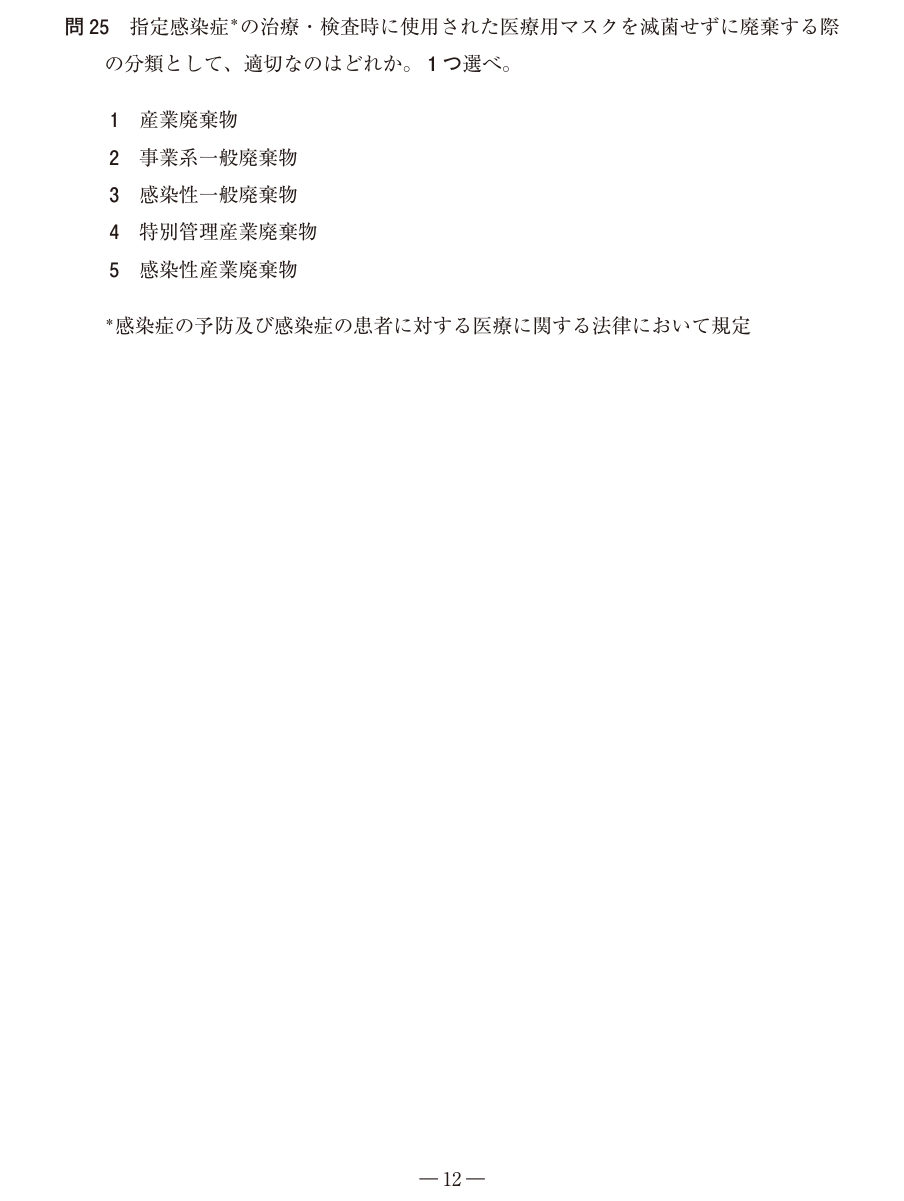 問 25　指定感染症*の治療・検査時に使用された医療用マスクを滅菌せずに廃棄する際
の分類として、適切なのはどれか。1つ選べ。
1　産業廃棄物
2　事業系一般廃棄物
3　感染性一般廃棄物
4　特別管理産業廃棄物
5　感染性産業廃棄物
*感染症の予防及び感染症の患者に対する医療に関する法律において規定
— 12 —